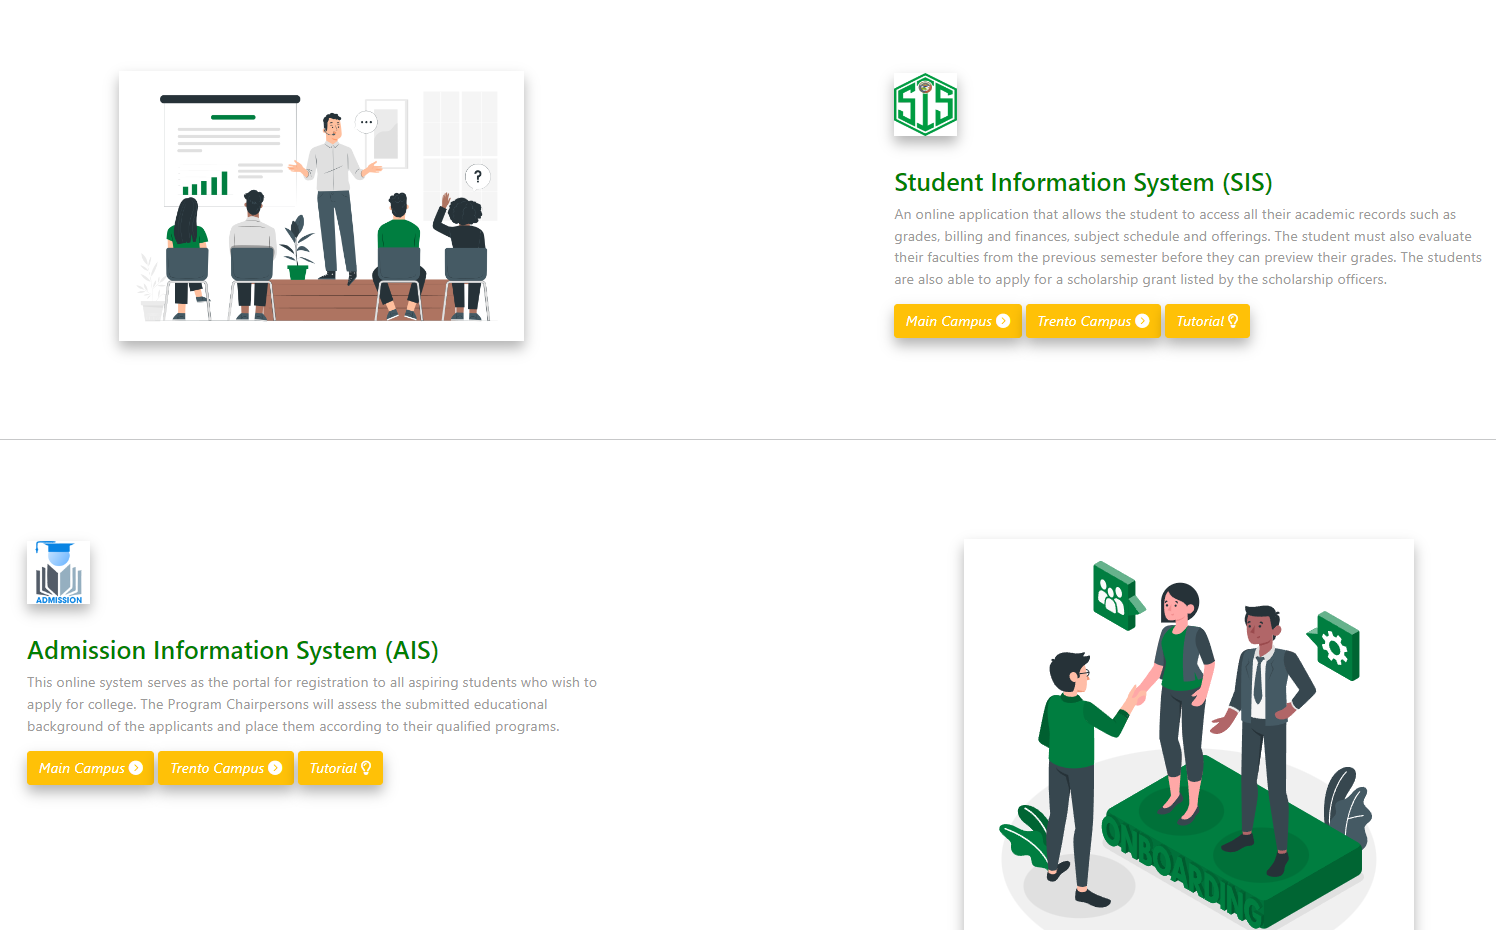 SIS
?
Student Information System (SIS)
An online application that allows the student to access all their academic records such as
grades, billing and finances, subject schedule and offerings. The student must also evaluate
their faculties from the previous semester before they can preview their grades. The students
are also able to apply for a scholarship grant listed by the scholarship officers.
Main Campus Trento Campus Tutorial
ADMISSION
Admission Information System (AIS)
This online system serves as the portal for registration to all aspiring students who wish to
apply for college. The Program Chairpersons will assess the submitted educational
background of the applicants and place them according to their qualified programs.
Main Campus Trento Campus Tutorial
ONBOARDING